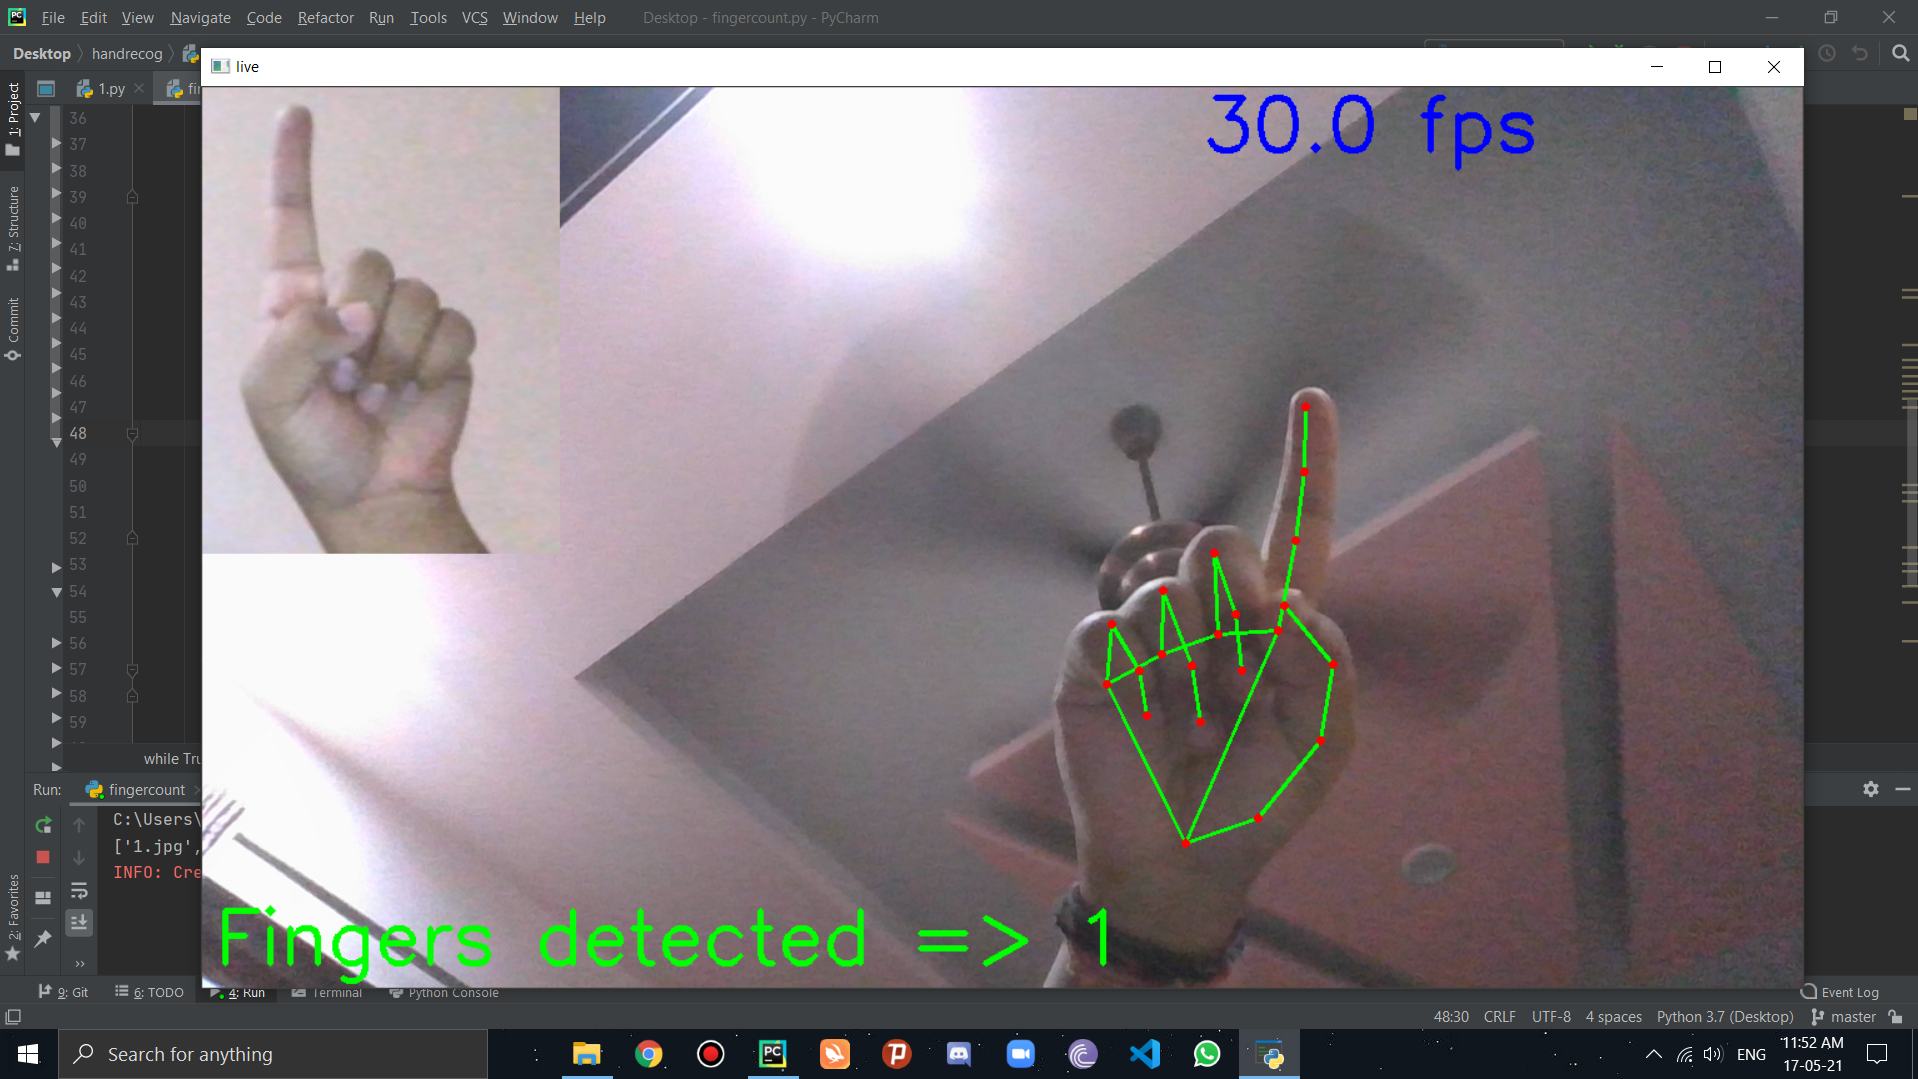 PC File Edit View Navigate Code Refactor Run Tools VCS Window Help Desktop - fingercount.py - PyCharm
Desktop handrecog
live
1: Project
1.py
fi
30.0 fps
36
37
38
39
40
41
42
43
44
45
46
47
48
49
50
51
52
53
54
55
56
57
58
59
7: Structure
Commit
2: Favorites
while Tru
Run: fingercount
C:\Users\
['1.jpg',
INFO: Cre
Fingers detected => 1
9: Git 6: TODO 4: Run Terminal Python Console Event Log
48:30 CRLF UTF-8 4 spaces Python 3.7 (Desktop) master
Search for anything
PC
ENG
11:52 AM
17-05-21